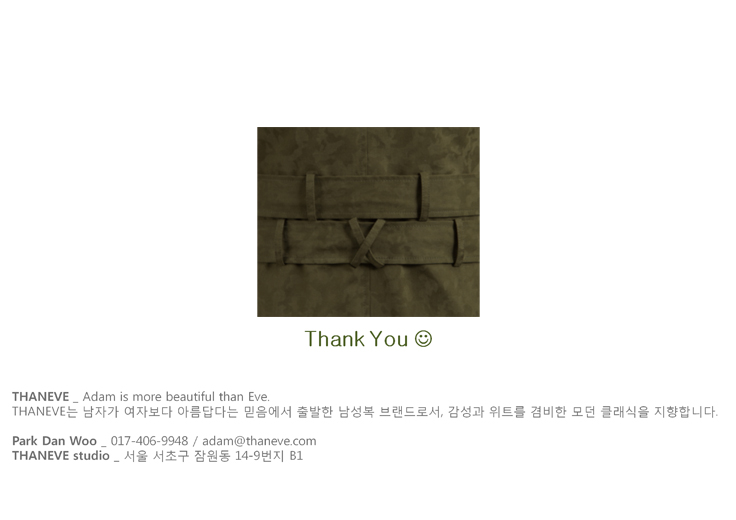 Thank You ☺
THANEVE _ Adam is more beautiful than Eve.
THANEVE는 남자가 여자보다 아름답다는 믿음에서 출발한 남성복 브랜드로서, 감성과 위트를 겸비한 모던 클래식을 지향합니다.
Park Dan Woo _ 017-406-9948 / adam@thaneve.com
THANEVE studio _ 서울 서초구 잠원동 14-9번지 B1